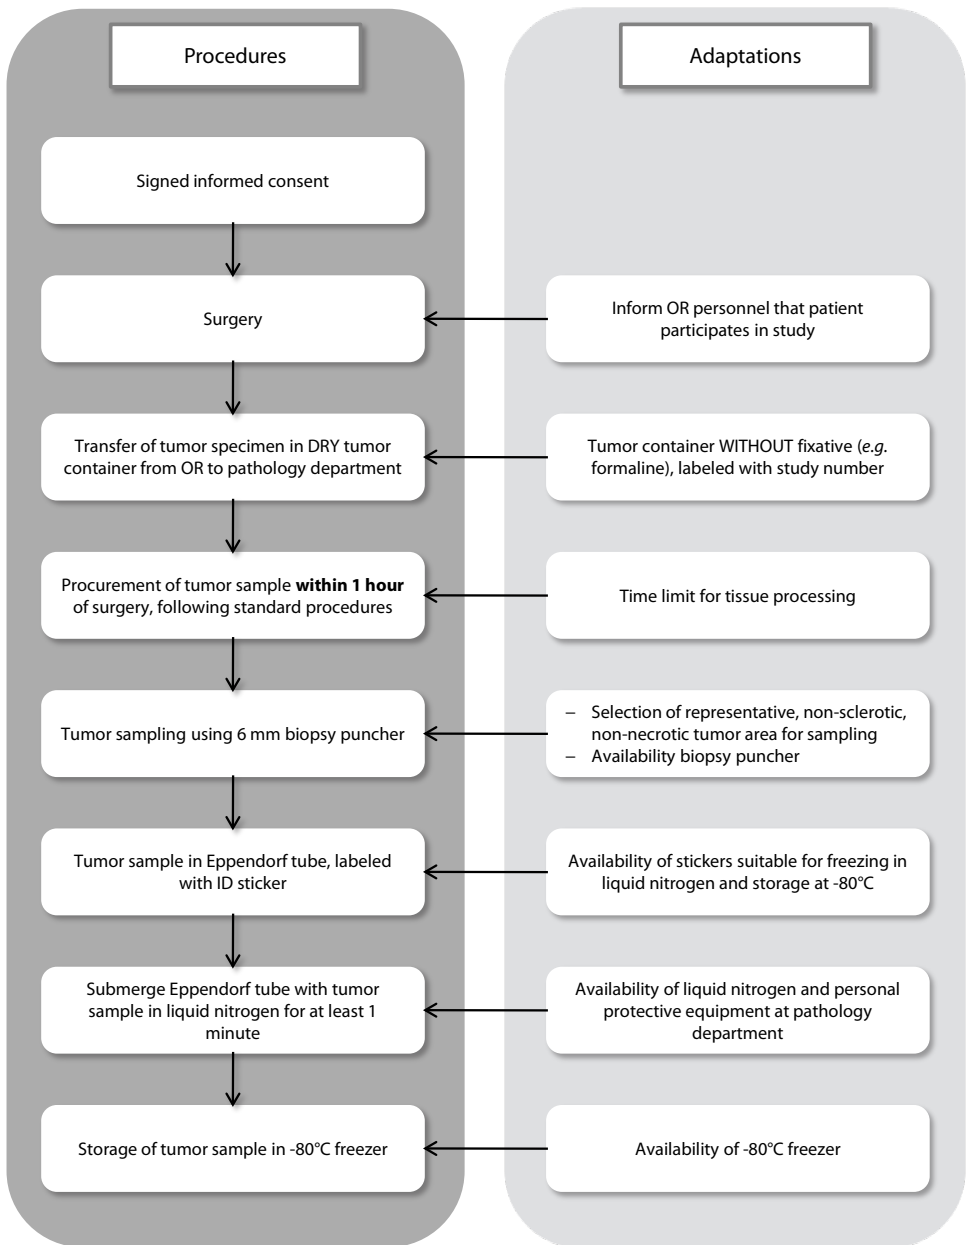 Procedures
Adaptations
Signed informed consent
Surgery
Inform OR personnel that patient
participates in study
Transfer of tumor specimen in DRY tumor
container from OR to pathology department
Tumor container WITHOUT fixative (e.g.
formaline), labeled with study number
Procurement of tumor sample within 1 hour
of surgery, following standard procedures
Time limit for tissue processing
Tumor sampling using 6 mm biopsy puncher
– Selection of representative, non-sclerotic,
non-necrotic tumor area for sampling
– Availability biopsy puncher
Tumor sample in Eppendorf tube, labeled
with ID sticker
Availability of stickers suitable for freezing in
liquid nitrogen and storage at -80°C
Submerge Eppendorf tube with tumor
sample in liquid nitrogen for at least 1
minute
Availability of liquid nitrogen and personal
protective equipment at pathology
department
Storage of tumor sample in -80°C freezer
Availability of -80°C freezer